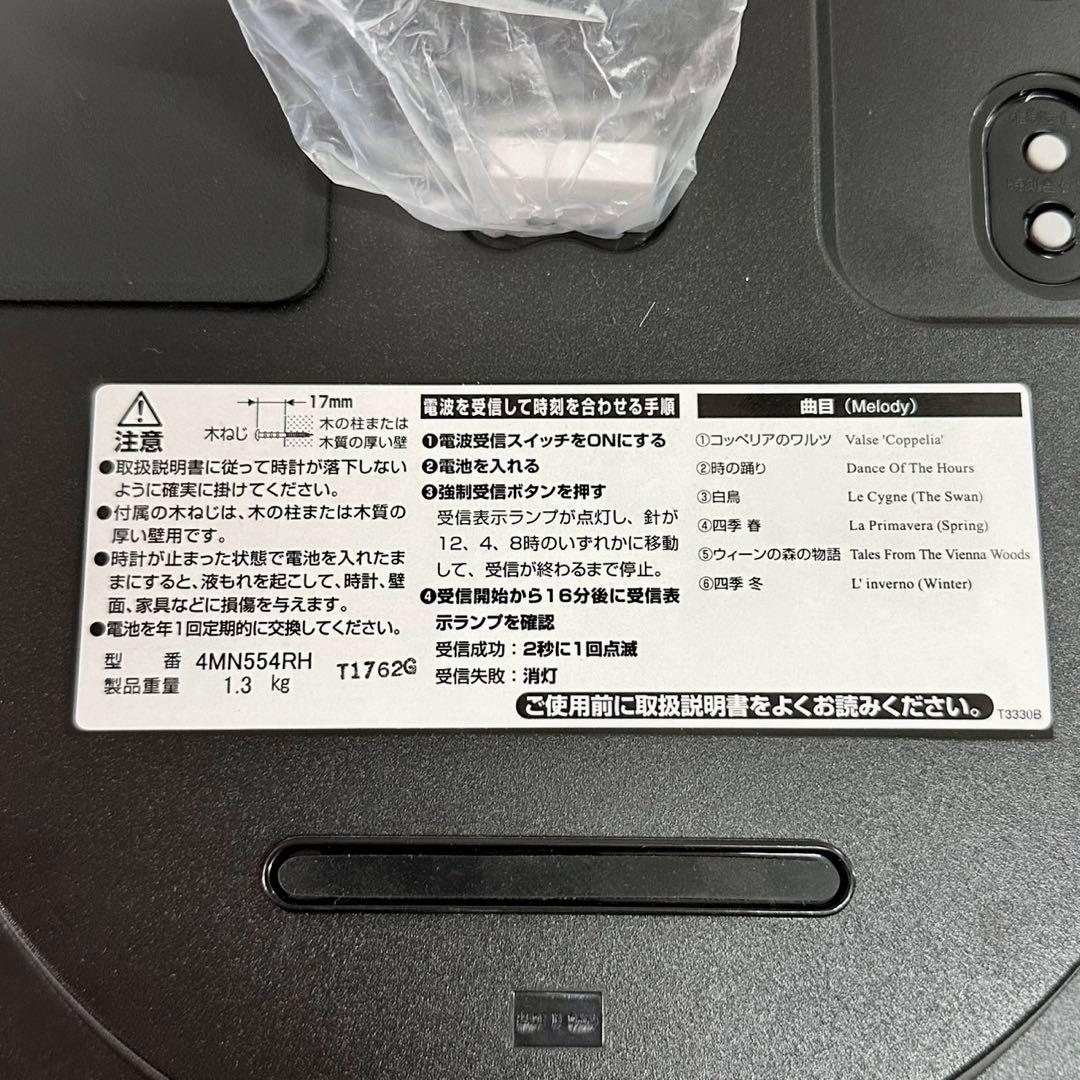 注意
17mm
木ねじ
木の柱または
木質の厚い壁
●取扱説明書に従って時計が落下しない
ように確実に掛けてください。
●付属の木ねじは、木の柱または木質の
厚い壁用です。
●時計が止まった状態で電池を入れたま
まにすると、液もれを起こして、時計、壁
面、家具などに損傷を与えます。
●電池を年1回定期的に交換してください。
型 番 4MN554RH
製品重量 1.3 kg
T1762G
電波を受信して時刻を合わせる手順
❶電波受信スイッチをONにする
❷電池を入れる
❸強制受信ボタンを押す
受信表示ランプが点灯し、針が
12、4、8時のいずれかに移動
して、受信が終わるまで停止。
❹受信開始から16分後に受信表
示ランプを確認
受信成功：2秒に1回点滅
受信失敗：消灯
曲目（Melody）
①コッペリアのワルツ Valse 'Coppelia'
②時の踊り Dance Of The Hours
③白鳥 Le Cygne (The Swan)
④四季 春 La Primavera (Spring)
⑤ウィーンの森の物語 Tales From The Vienna Woods
⑥四季 冬 L' inverno (Winter)
ご使用前に取扱説明書をよくお読みください。
T3330B